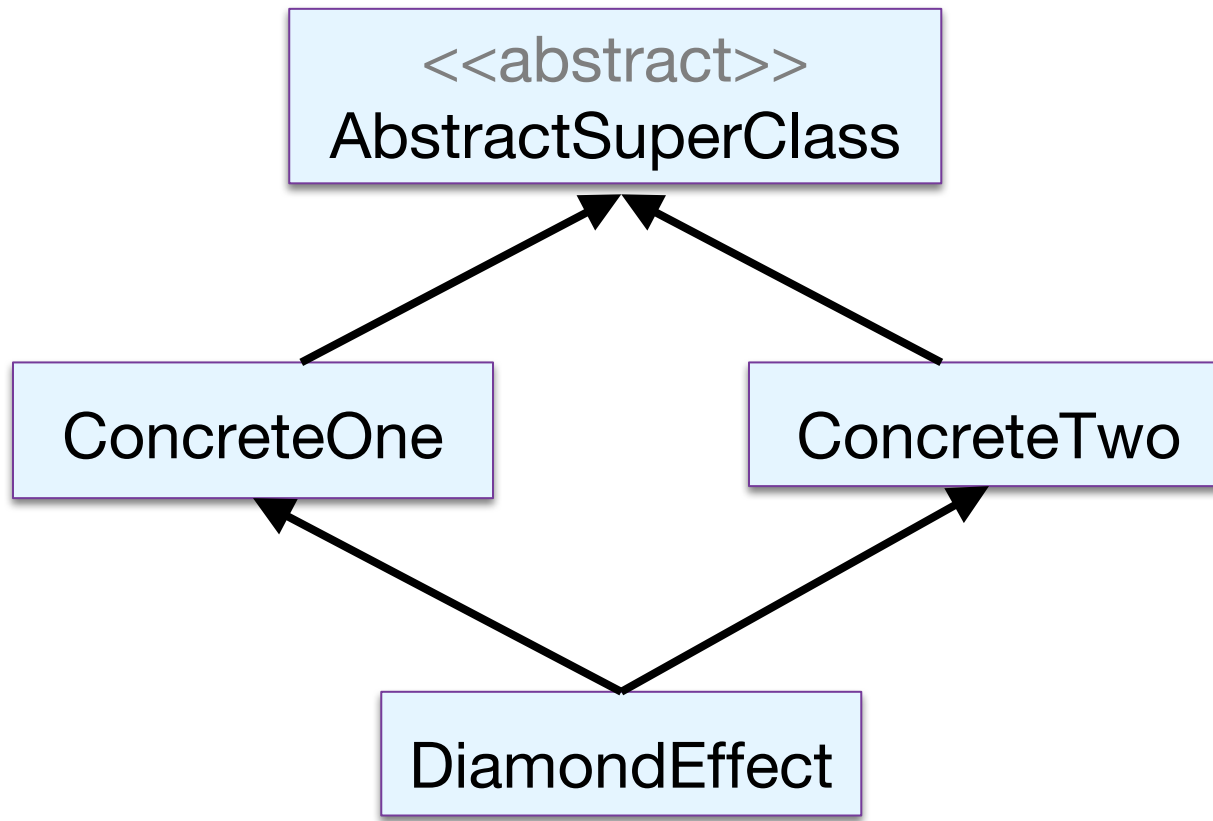 <<abstract>>
AbstractSuperClass
ConcreteOne
ConcreteTwo
DiamondEffect